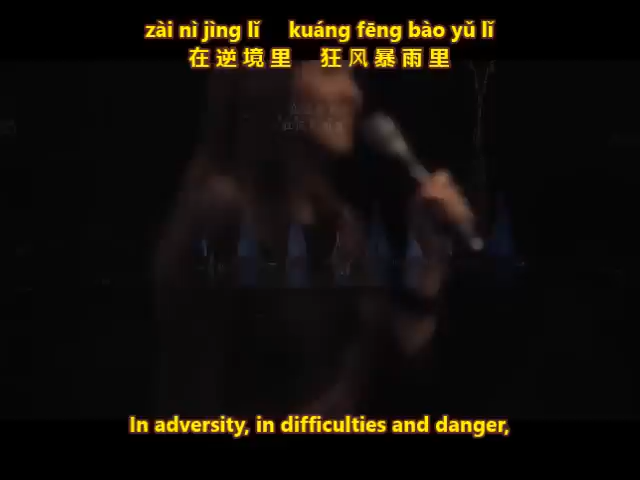 zài nì jìng lǐ kuáng fēng bào yǔ lǐ
在逆境里 狂风暴雨里
In adversity, in difficulties and danger,